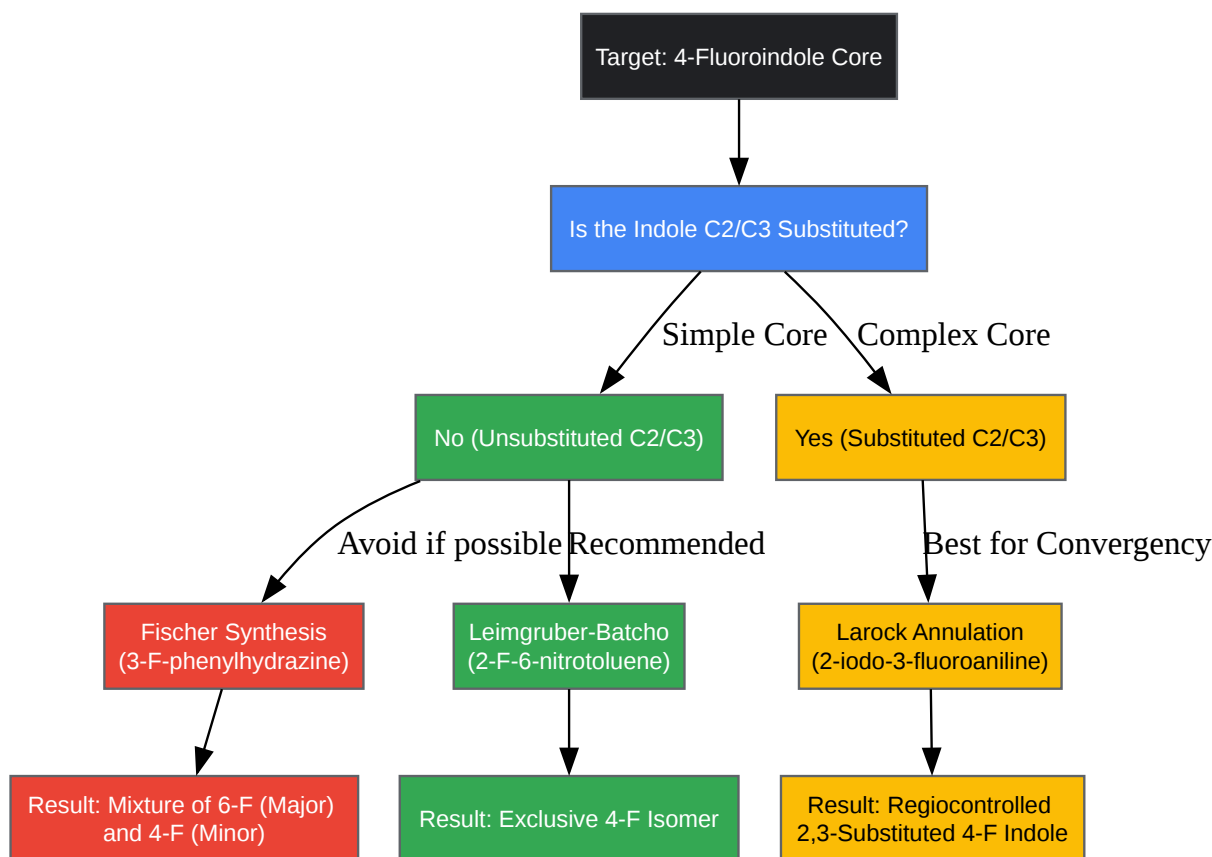 Target: 4-Fluoroindole Core
Is the Indole C2/C3 Substituted?
Simple Core
Complex Core
No (Unsubstituted C2/C3)
Yes (Substituted C2/C3)
Avoid if possible
Recommended
Best for Convergency
Fischer Synthesis
(3-F-phenylhydrazine)
Leimgruber-Batcho
(2-F-6-nitrotoluene)
Larock Annulation
(2-iodo-3-fluoroaniline)
Result: Mixture of 6-F (Major)
and 4-F (Minor)
Result: Exclusive 4-F Isomer
Result: Regiocontrolled
2,3-Substituted 4-F Indole